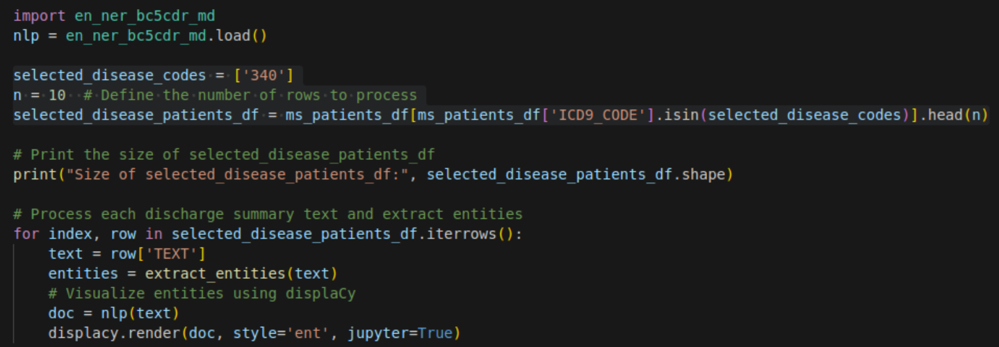 import en_ner_bc5cdr_md
nlp = en_ner_bc5cdr_md.load()
selected_disease_codes = ['340']
n = 10  # Define the number of rows to process
selected_disease_patients_df = ms_patients_df[ms_patients_df['ICD9_CODE'].isin(selected_disease_codes)].head(n)
# Print the size of selected_disease_patients_df
print("Size of selected_disease_patients_df:", selected_disease_patients_df.shape)
# Process each discharge summary text and extract entities
for index, row in selected_disease_patients_df.iterrows():
    text = row['TEXT']
    entities = extract_entities(text)
    # Visualize entities using displaCy
    doc = nlp(text)
    displacy.render(doc, style='ent', jupyter=True)